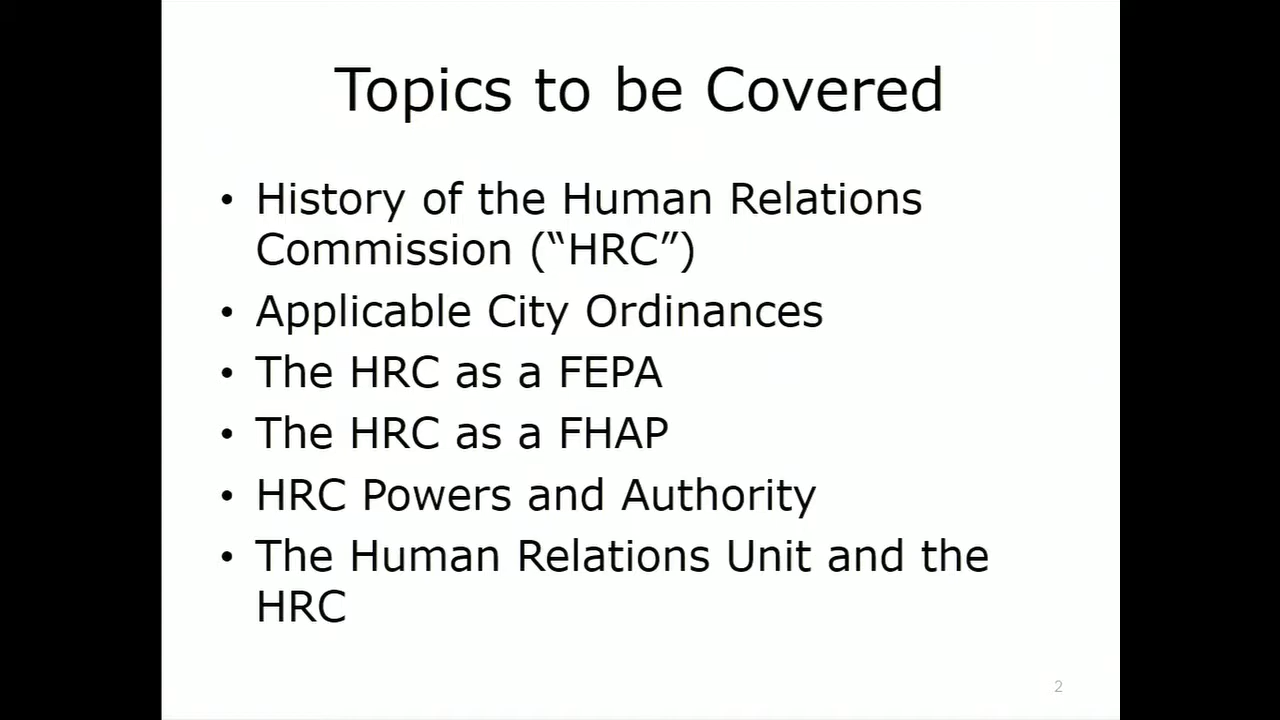 Topics to be Covered
• History of the Human Relations
Commission (“HRC”)
• Applicable City Ordinances
• The HRC as a FEPA
• The HRC as a FHAP
• HRC Powers and Authority
• The Human Relations Unit and the
HRC
2